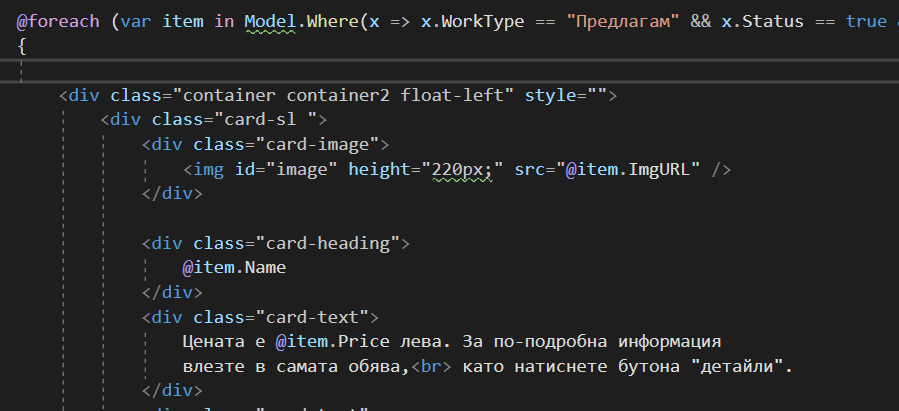 @foreach (var item in Model.Where(x => x.WorkType == "Предлагам" && x.Status == true
{
<div class="container container2 float-left" style="">
<div class="card-sl ">
<div class="card-image">
<img id="image" height="220px;" src="@item.ImgURL" />
</div>
<div class="card-heading">
@item.Name
</div>
<div class="card-text">
Цената е @item.Price лева. За по-подробна информация
влезте в самата обява,<br> като натиснете бутона "детайли".
</div>